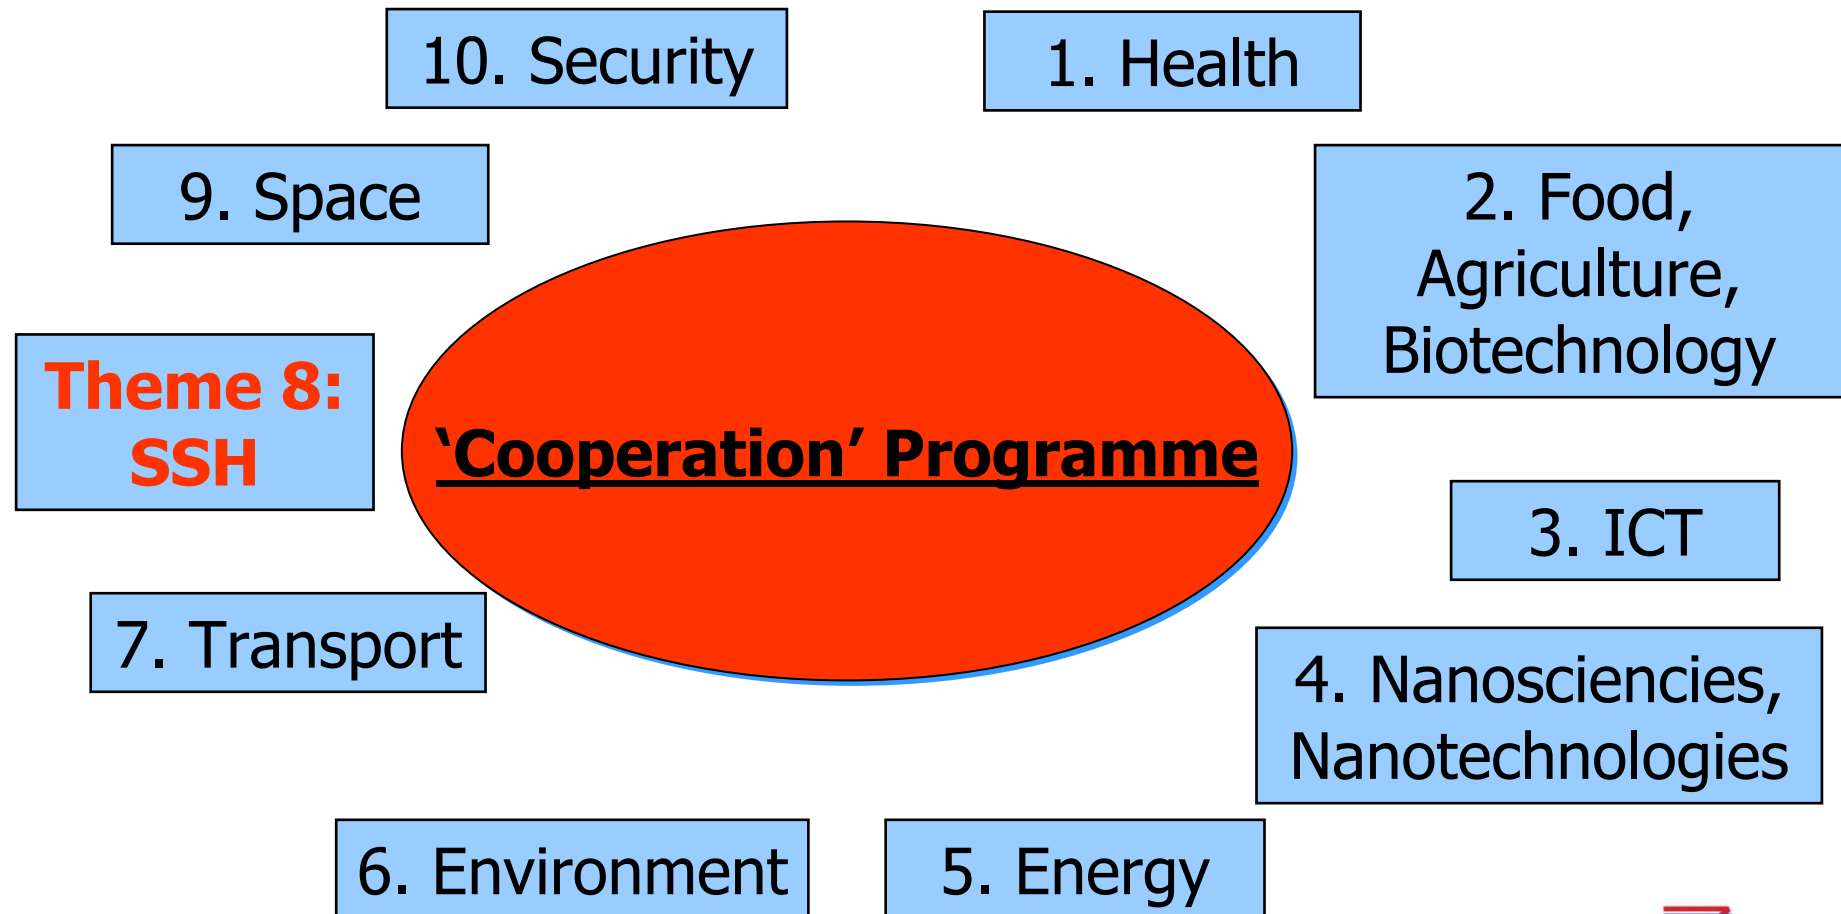 10. Security
1. Health
9. Space
2. Food,
Agriculture,
Biotechnology
Theme 8:
SSH
‘Cooperation’ Programme
3. ICT
7. Transport
4. Nanosciencies,
Nanotechnologies
6. Environment
5. Energy